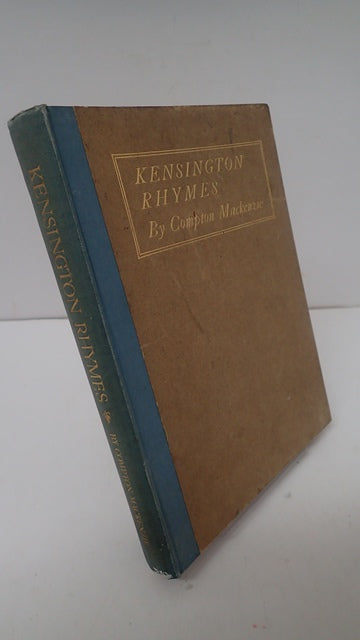 KENSINGTON
RHYMES
By Compton Mackenzie
KENSINGTON RHYMES
BY COMPTON MACKENZIE